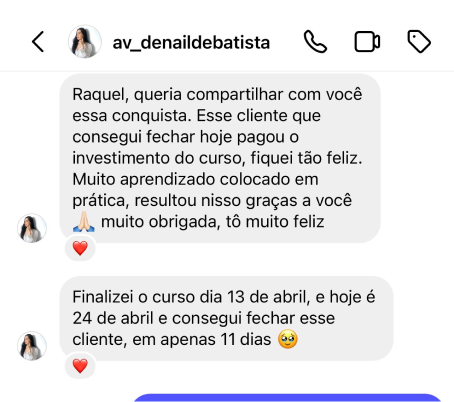 av_denaildebatista
Raquel, queria compartilhar com você
essa conquista. Esse cliente que
consegui fechar hoje pagou o
investimento do curso, fiquei tão feliz.
Muito aprendizado colocado em
prática, resultou nisso graças a você
🙏🏻 muito obrigada, tô muito feliz
Finalizei o curso dia 13 de abril, e hoje é
24 de abril e consegui fechar esse
cliente, em apenas 11 dias 🥹